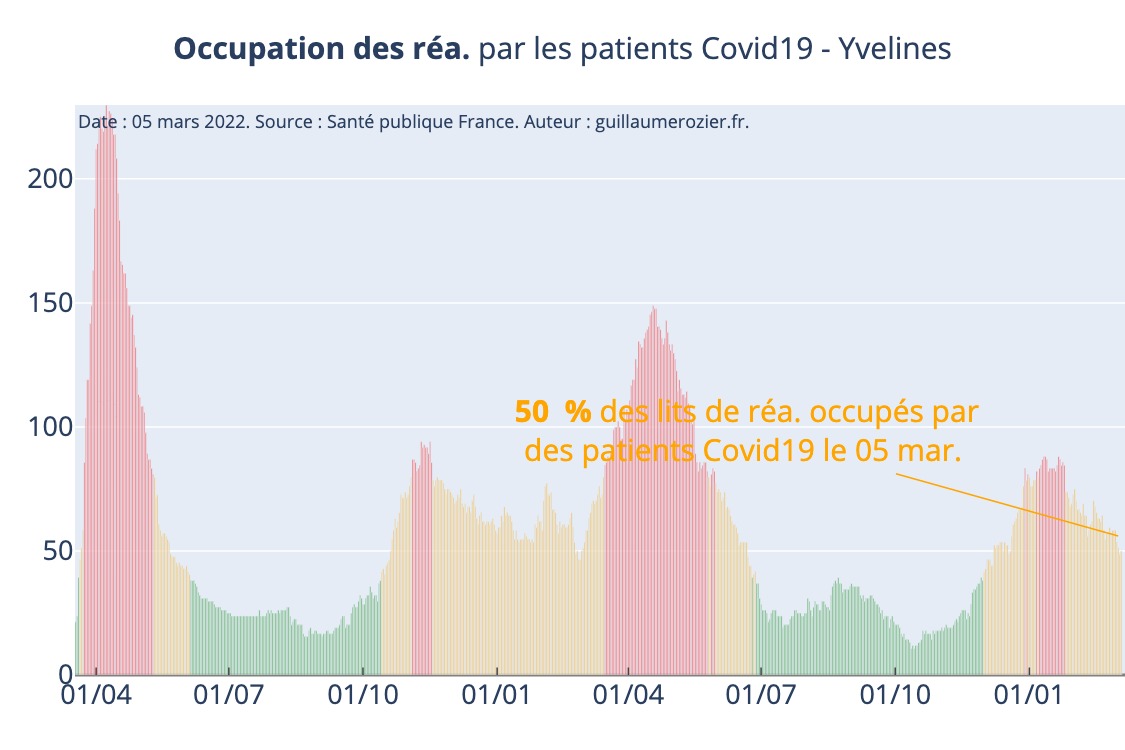 Occupation des réa. par les patients Covid19 - Yvelines
Date : 05 mars 2022. Source : Santé publique France. Auteur : guillaumerozier.fr.
200
150
100
50
0
50 % des lits de réa. occupés par
des patients Covid19 le 05 mar.
01/04 01/07 01/10 01/01 01/04 01/07 01/10 01/01